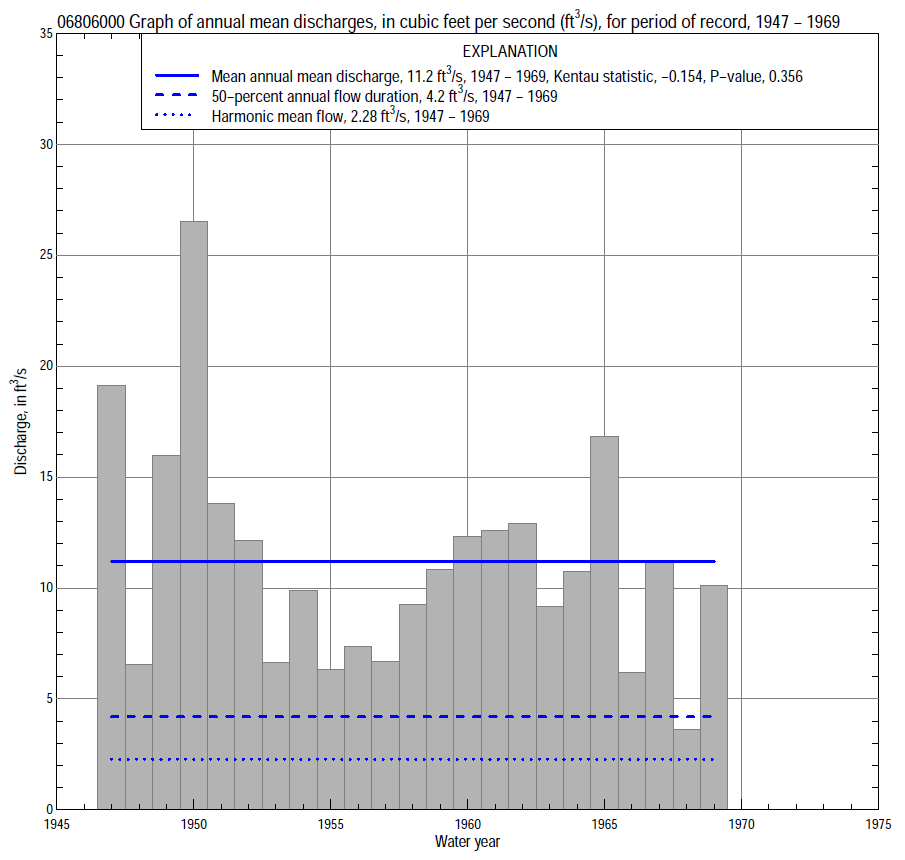 06806000 Graph of annual mean discharges, in cubic feet per second (ft³/s), for period of record, 1947 – 1969
EXPLANATION
Mean annual mean discharge, 11.2 ft³/s, 1947 – 1969, Kentau statistic, −0.154, P−value, 0.356
50−percent annual flow duration, 4.2 ft³/s, 1947 – 1969
Harmonic mean flow, 2.28 ft³/s, 1947 – 1969
35
30
25
20
15
10
5
0
Discharge, in ft³/s
1945 1950 1955 1960 1965 1970 1975
Water year